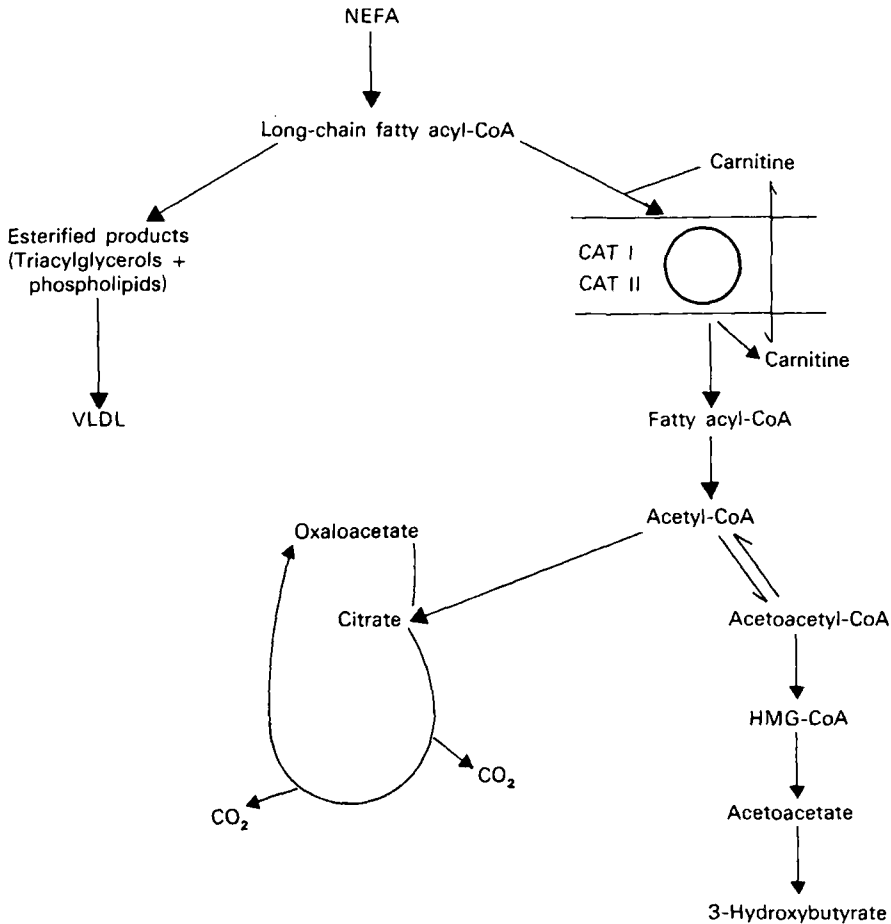 NEFA
Long-chain fatty acyl-CoA
Carnitine
Esterified products
(Triacylglycerols +
phospholipids)
CAT I
CAT II
Carnitine
VLDL
Fatty acyl-CoA
Acetyl-CoA
Oxaloacetate
Citrate
Acetoacetyl-CoA
HMG-CoA
CO₂
CO₂
Acetoacetate
3-Hydroxybutyrate